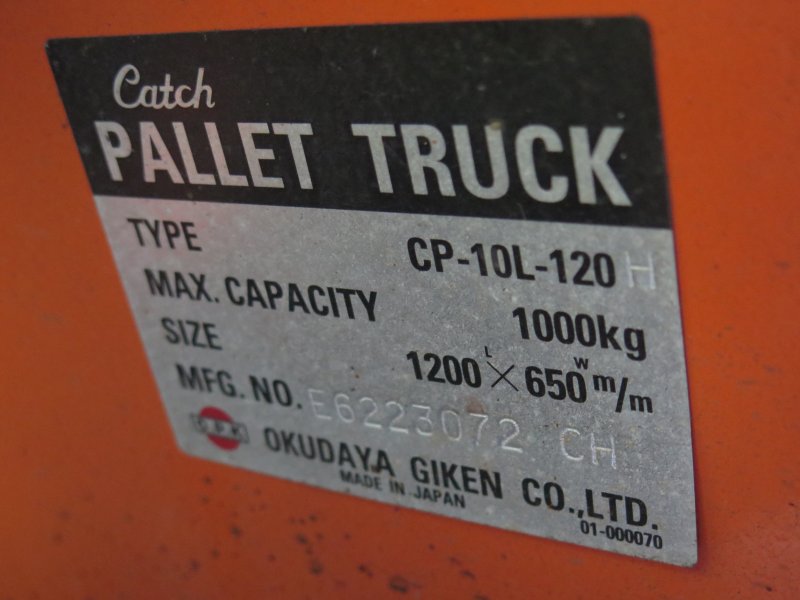 Catch
PALLET TRUCK
TYPE CP-10L-120 H
MAX. CAPACITY 1000kg
SIZE 1200 L × 650 W m/m
MFG. NO. E6223072 CH
O.P.K
OKUDAYA GIKEN CO.,LTD.
MADE IN JAPAN
01-000070